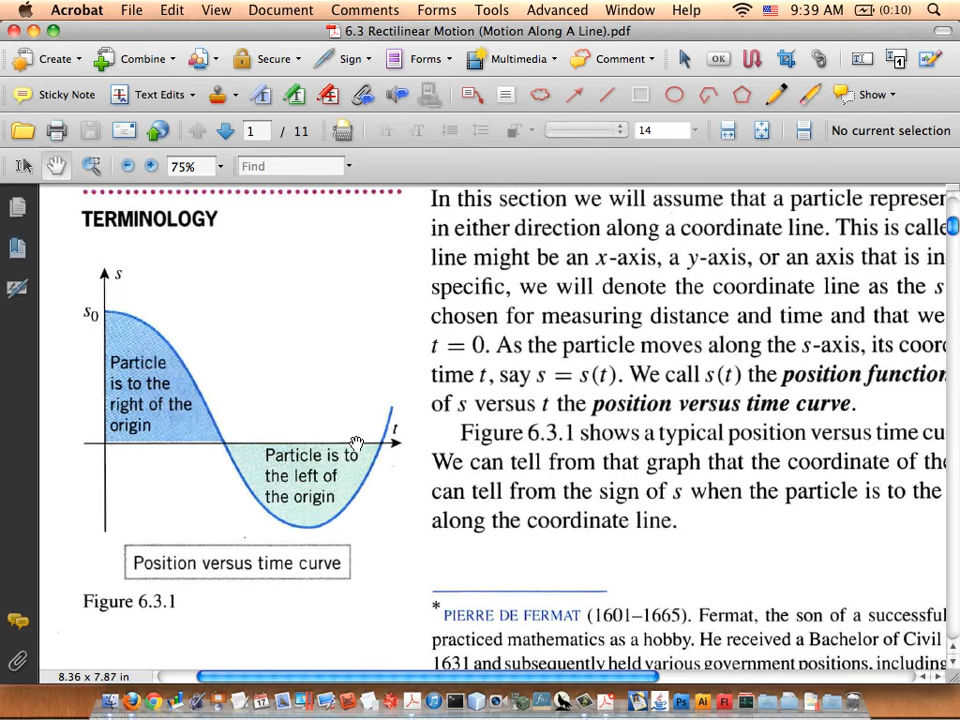 Acrobat File Edit View Document Comments Forms Tools Advanced Window Help 9:39 AM (0:10)
6.3 Rectilinear Motion (Motion Along A Line).pdf
Create Combine Secure Sign Forms Multimedia Comment OK
Sticky Note Text Edits Show
1 / 11 14 No current selection
75% Find
TERMINOLOGY
s
s0
Particle
is to the
right of the
origin
t
Particle is to
the left of
the origin
Position versus time curve
Figure 6.3.1
In this section we will assume that a particle represen
in either direction along a coordinate line. This is calle
line might be an x-axis, a y-axis, or an axis that is in
specific, we will denote the coordinate line as the s
chosen for measuring distance and time and that we
t = 0. As the particle moves along the s-axis, its coor
time t, say s = s(t). We call s(t) the position function
of s versus t the position versus time curve.
Figure 6.3.1 shows a typical position versus time cu
We can tell from that graph that the coordinate of the
can tell from the sign of s when the particle is to the
along the coordinate line.
* PIERRE DE FERMAT (1601–1665). Fermat, the son of a successful
practiced mathematics as a hobby. He received a Bachelor of Civil
1631 and subsequently held various government positions, including
8.36 x 7.87 in